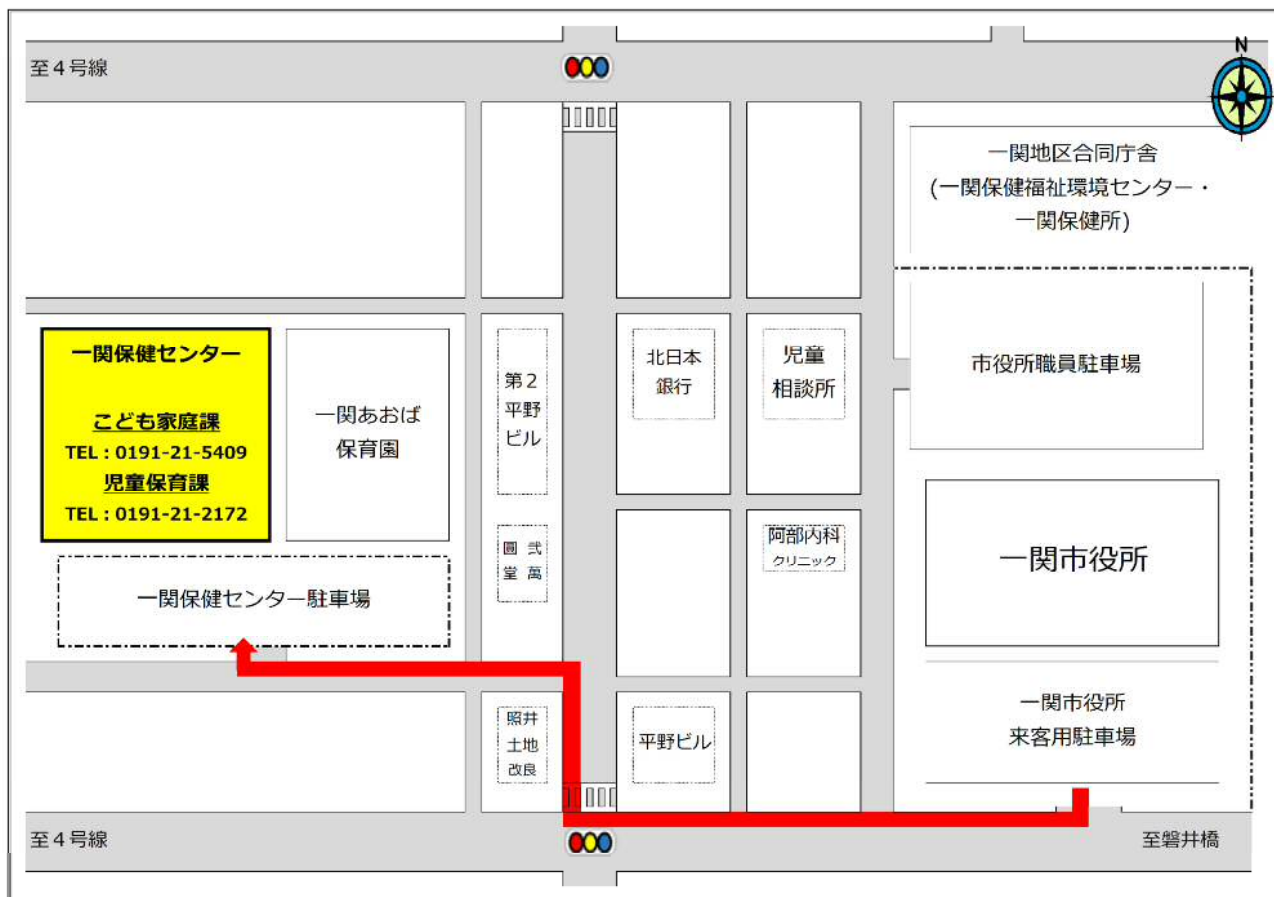 至４号線
N
一関地区合同庁舎
(一関保健福祉環境センター・
一関保健所)
一関保健センター
こども家庭課
TEL：0191-21-5409
児童保育課
TEL：0191-21-2172
一関あおば
保育園
第２
平野
ビル
北日本
銀行
児童
相談所
市役所職員駐車場
弐萬
圓堂
阿部内科
クリニック
一関市役所
一関保健センター駐車場
照井
土地
改良
平野ビル
一関市役所
来客用駐車場
至４号線
至磐井橋